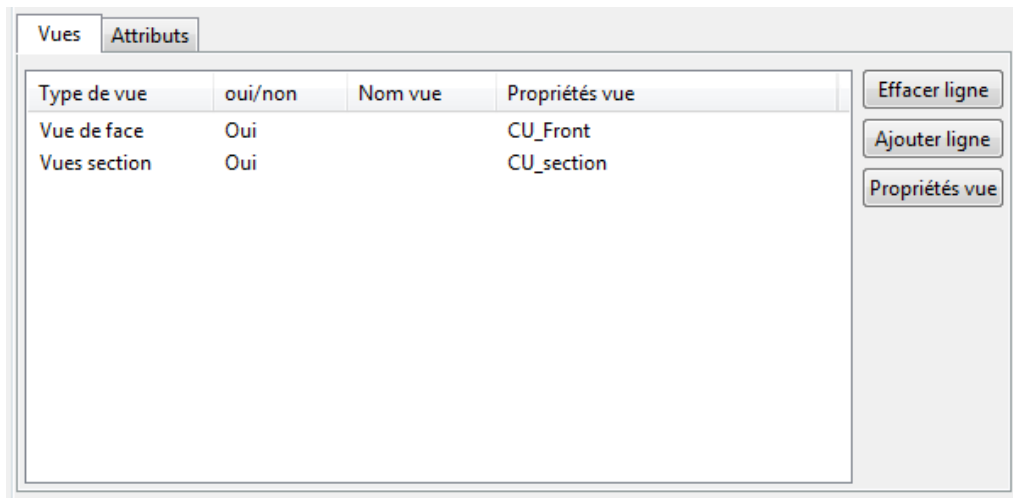 Vues Attributs
Type de vue oui/non Nom vue Propriétés vue
Effacer ligne
Vue de face Oui CU_Front
Ajouter ligne
Vues section Oui CU_section
Propriétés vue